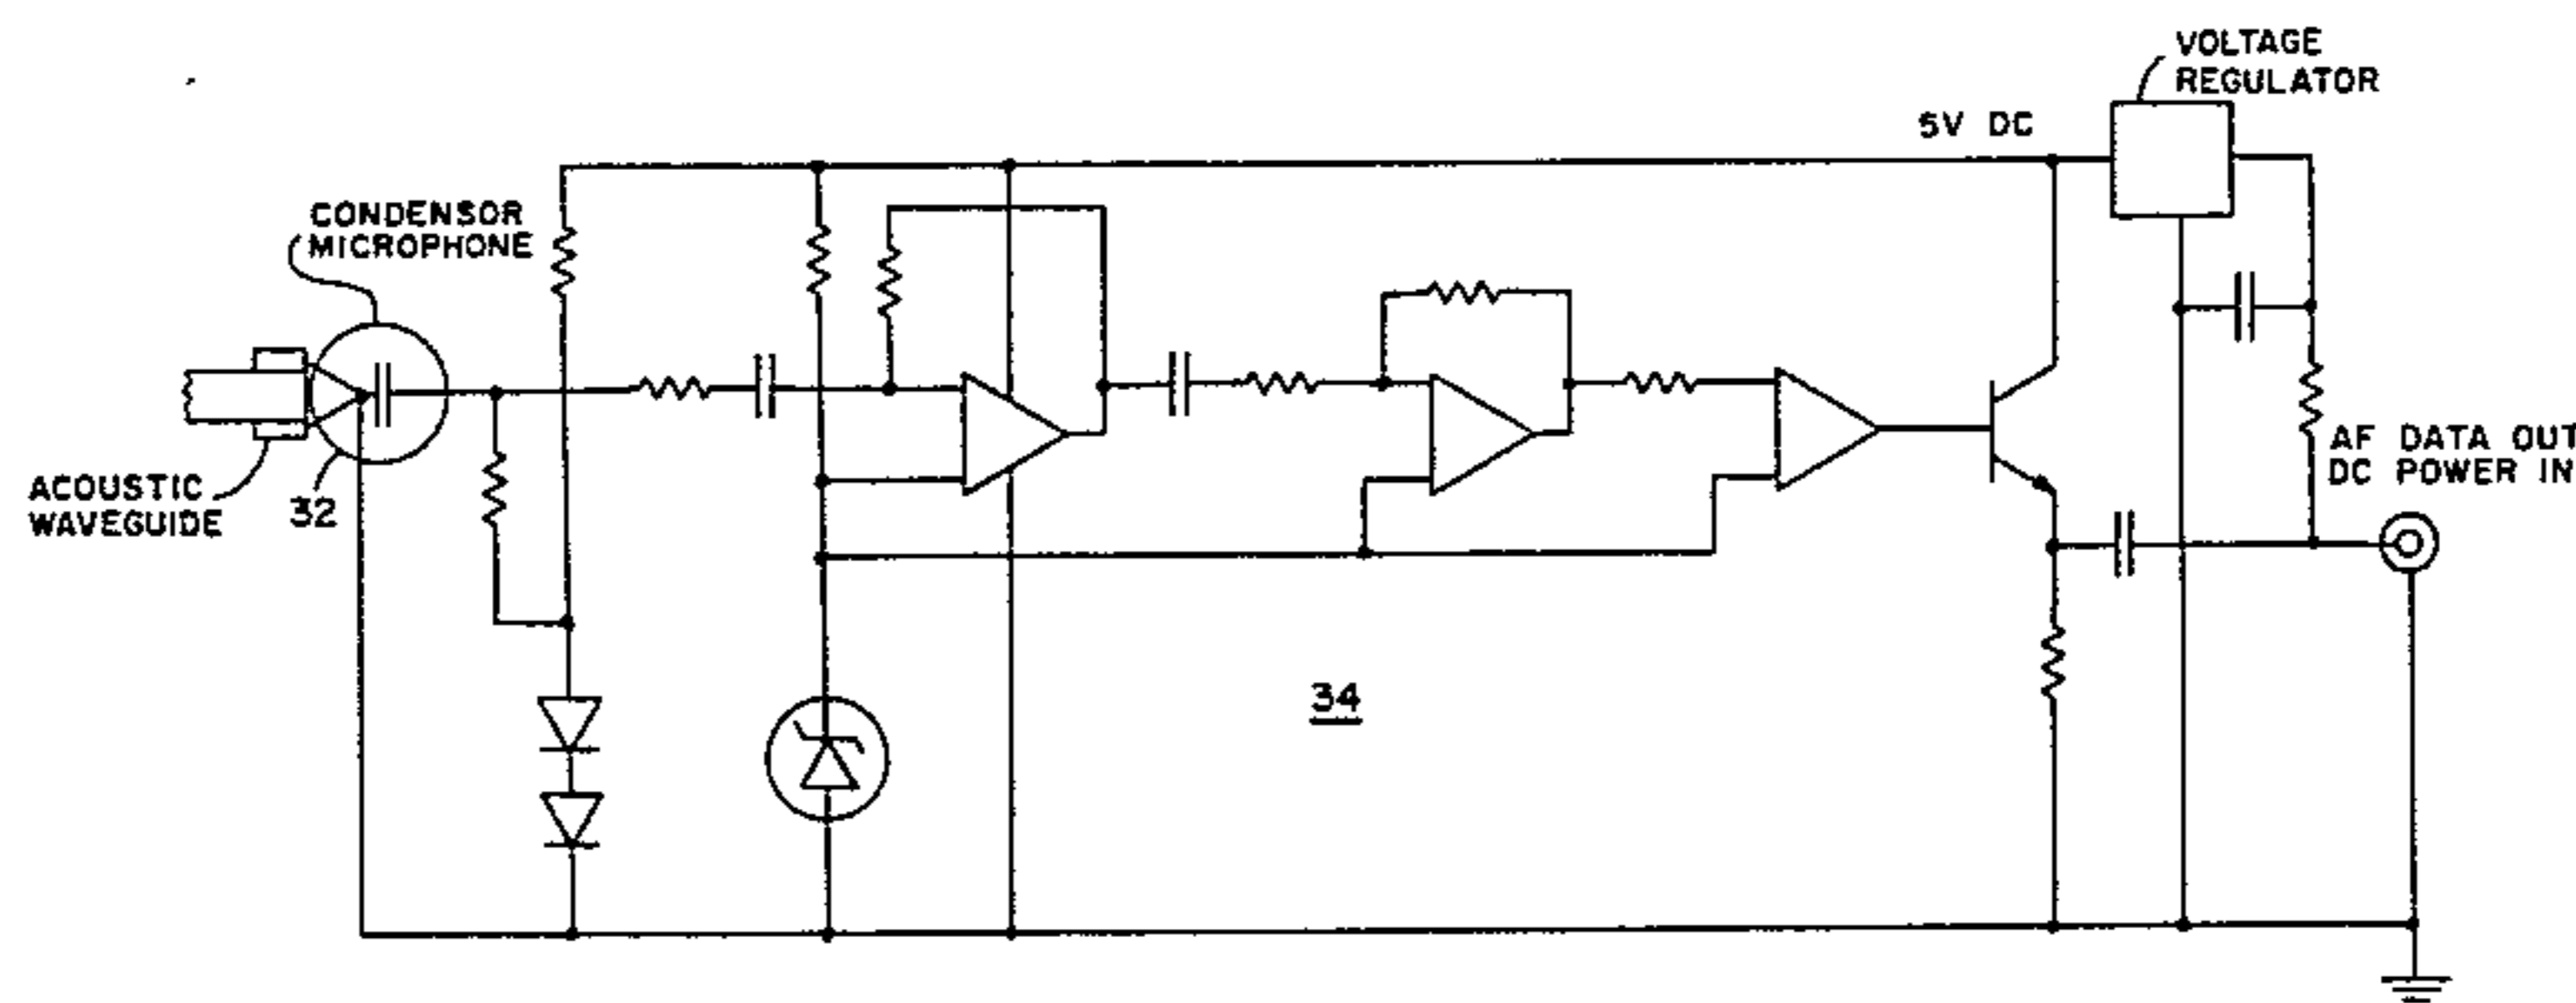 VOLTAGE
REGULATOR
5V DC
CONDENSOR
MICROPHONE
ACOUSTIC
WAVEGUIDE
32
34
AF DATA OUT
DC POWER IN